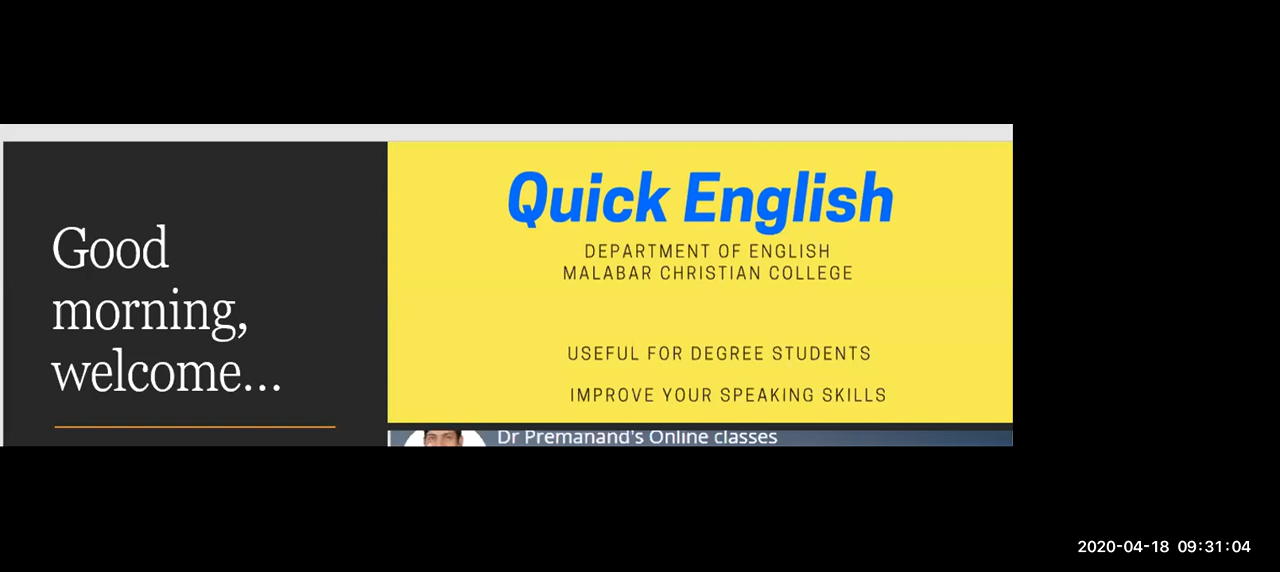 Good
morning,
welcome...
Quick English
DEPARTMENT OF ENGLISH
MALABAR CHRISTIAN COLLEGE
USEFUL FOR DEGREE STUDENTS
IMPROVE YOUR SPEAKING SKILLS
Dr Premanand's Online classes
2020-04-18 09:31:04